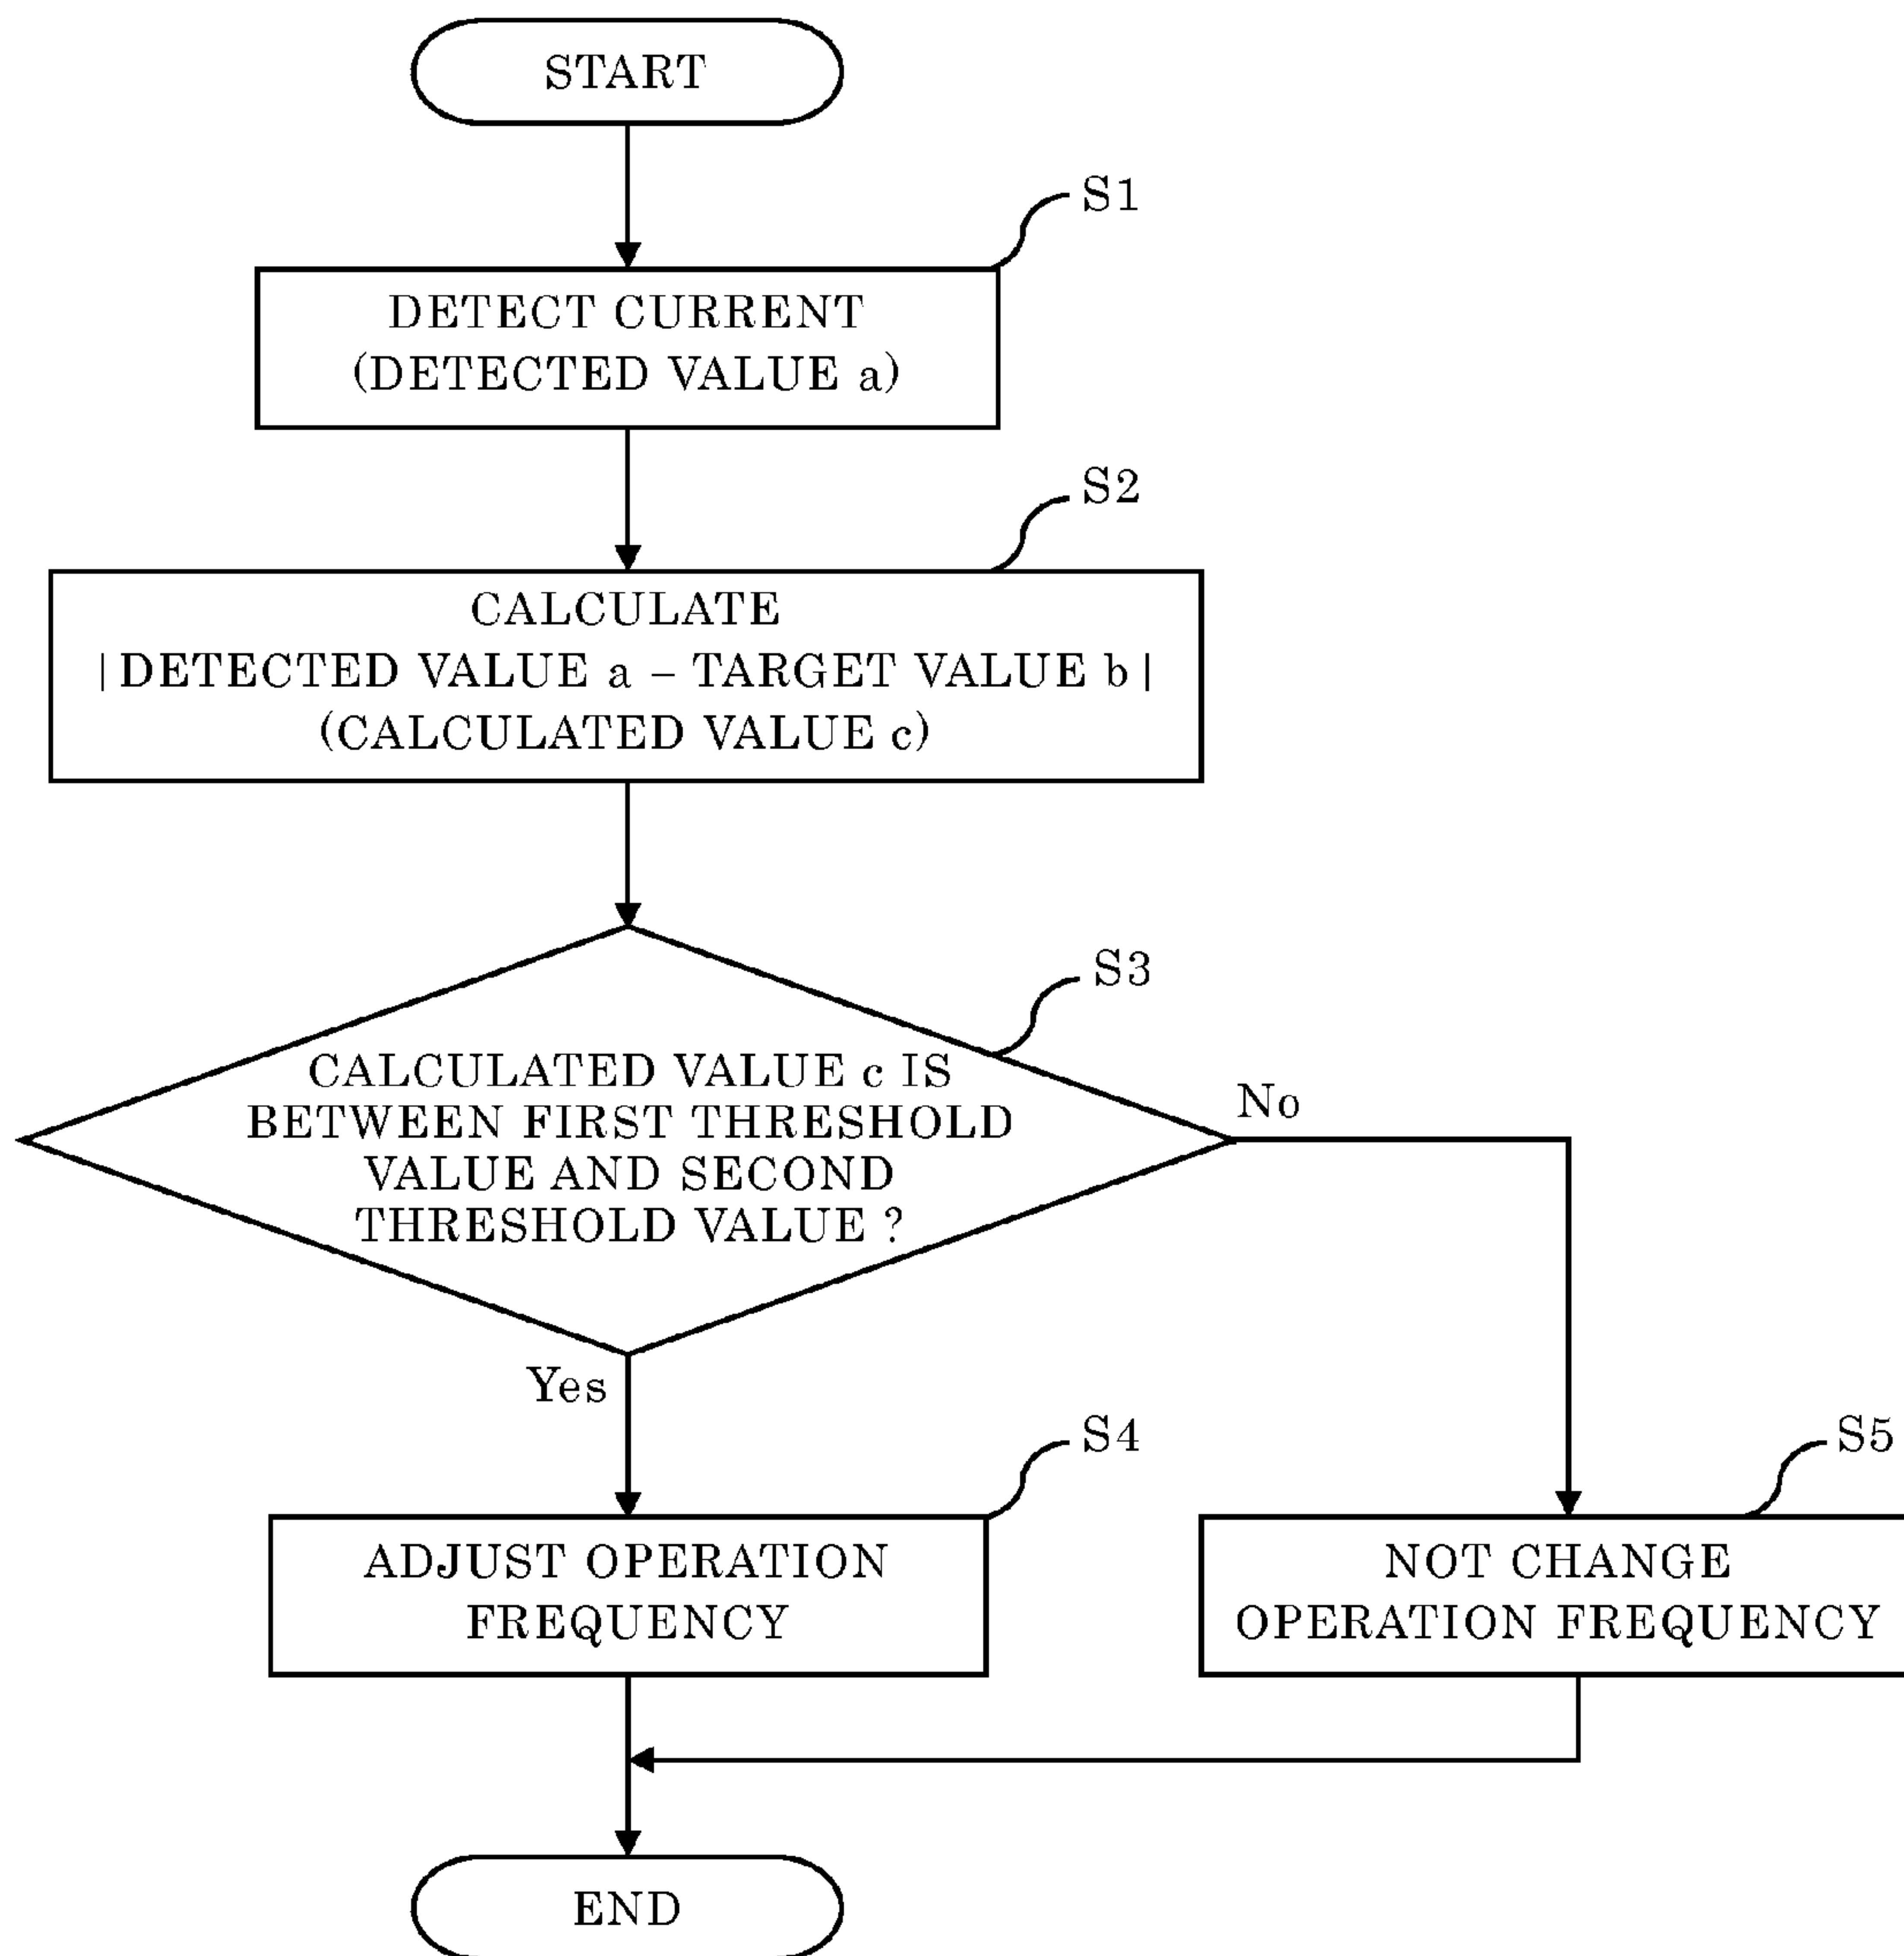 START
S1
DETECT CURRENT
(DETECTED VALUE a)
S2
CALCULATE
|DETECTED VALUE a – TARGET VALUE b|
(CALCULATED VALUE c)
S3
CALCULATED VALUE c IS
BETWEEN FIRST THRESHOLD
VALUE AND SECOND
THRESHOLD VALUE ?
No
Yes
S4
ADJUST OPERATION
FREQUENCY
S5
NOT CHANGE
OPERATION FREQUENCY
END